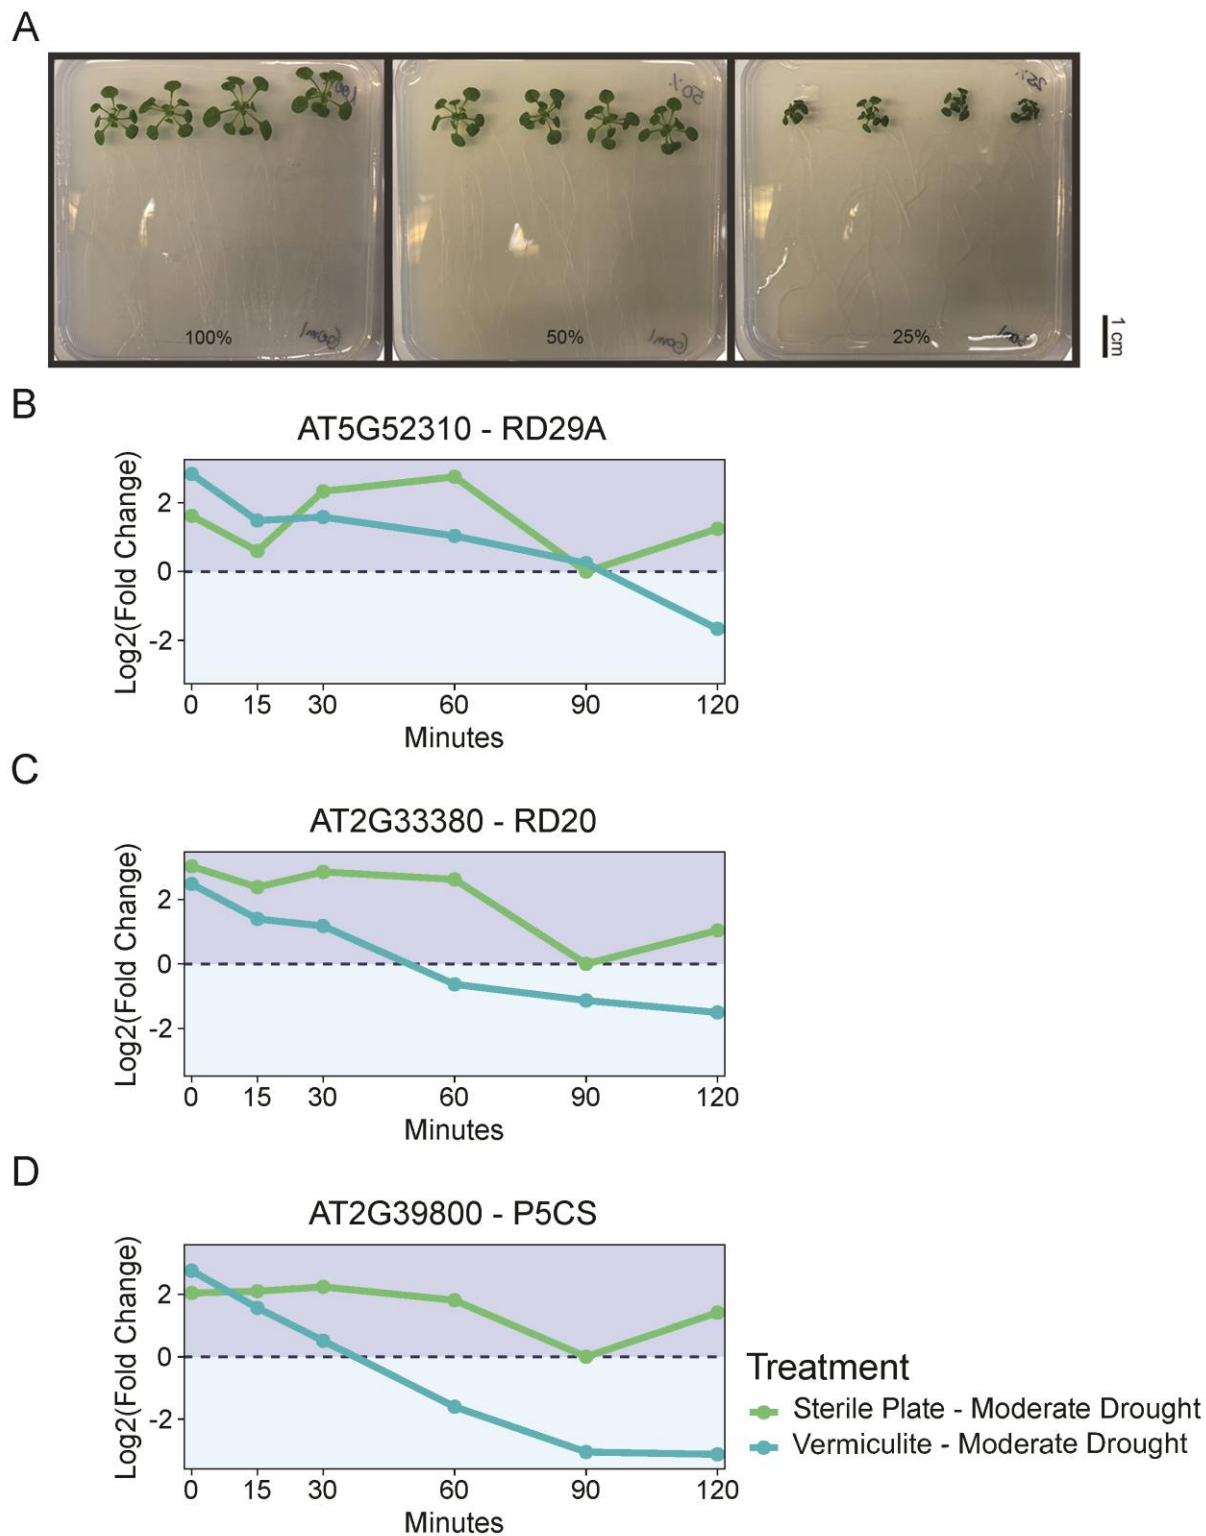 A
100%
50%
25%
50%
25%
1 cm
B
AT5G52310 - RD29A
Log2(Fold Change)
2
0
-2
0 15 30 60 90 120
Minutes
C
AT2G33380 - RD20
Log2(Fold Change)
2
0
-2
0 15 30 60 90 120
Minutes
D
AT2G39800 - P5CS
Log2(Fold Change)
2
0
-2
0 15 30 60 90 120
Minutes
Treatment
Sterile Plate - Moderate Drought
Vermiculite - Moderate Drought